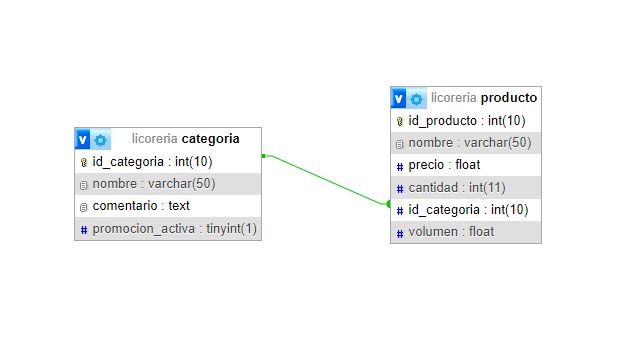 v licoreria categoria
id_categoria : int(10)
nombre : varchar(50)
comentario : text
# promocion_activa : tinyint(1)
v licoreria producto
id_producto : int(10)
nombre : varchar(50)
# precio : float
# cantidad : int(11)
# id_categoria : int(10)
# volumen : float